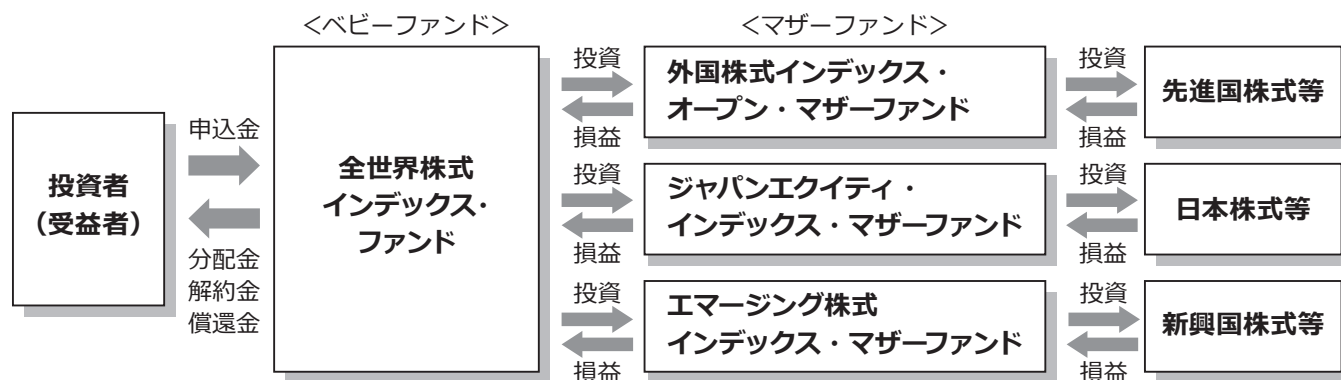 ＜ベビーファンド＞
＜マザーファンド＞
投資者
（受益者）
申込金
分配金
解約金
償還金
全世界株式
インデックス・
ファンド
投資
損益
外国株式インデックス・
オープン・マザーファンド
投資
損益
先進国株式等
投資
損益
ジャパンエクイティ・
インデックス・マザーファンド
投資
損益
日本株式等
投資
損益
エマージング株式
インデックス・マザーファンド
投資
損益
新興国株式等